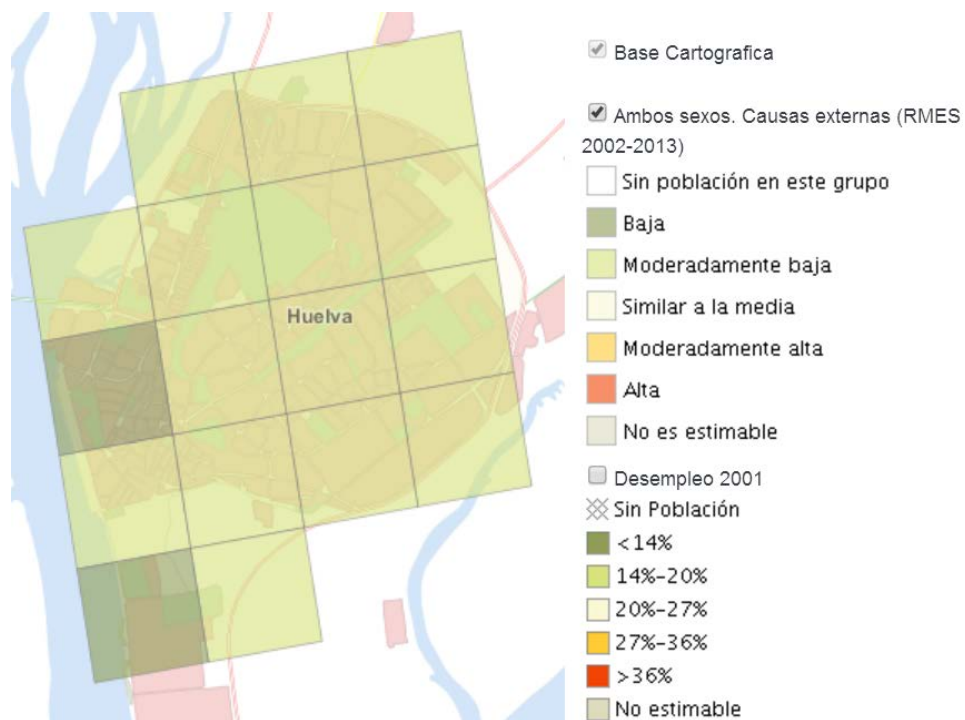 Huelva
Base Cartografica
Ambos sexos. Causas externas (RMES
2002-2013)
Sin población en este grupo
Baja
Moderadamente baja
Similar a la media
Moderadamente alta
Alta
No es estimable
Desempleo 2001
Sin Población
<14%
14%-20%
20%-27%
27%-36%
>36%
No estimable